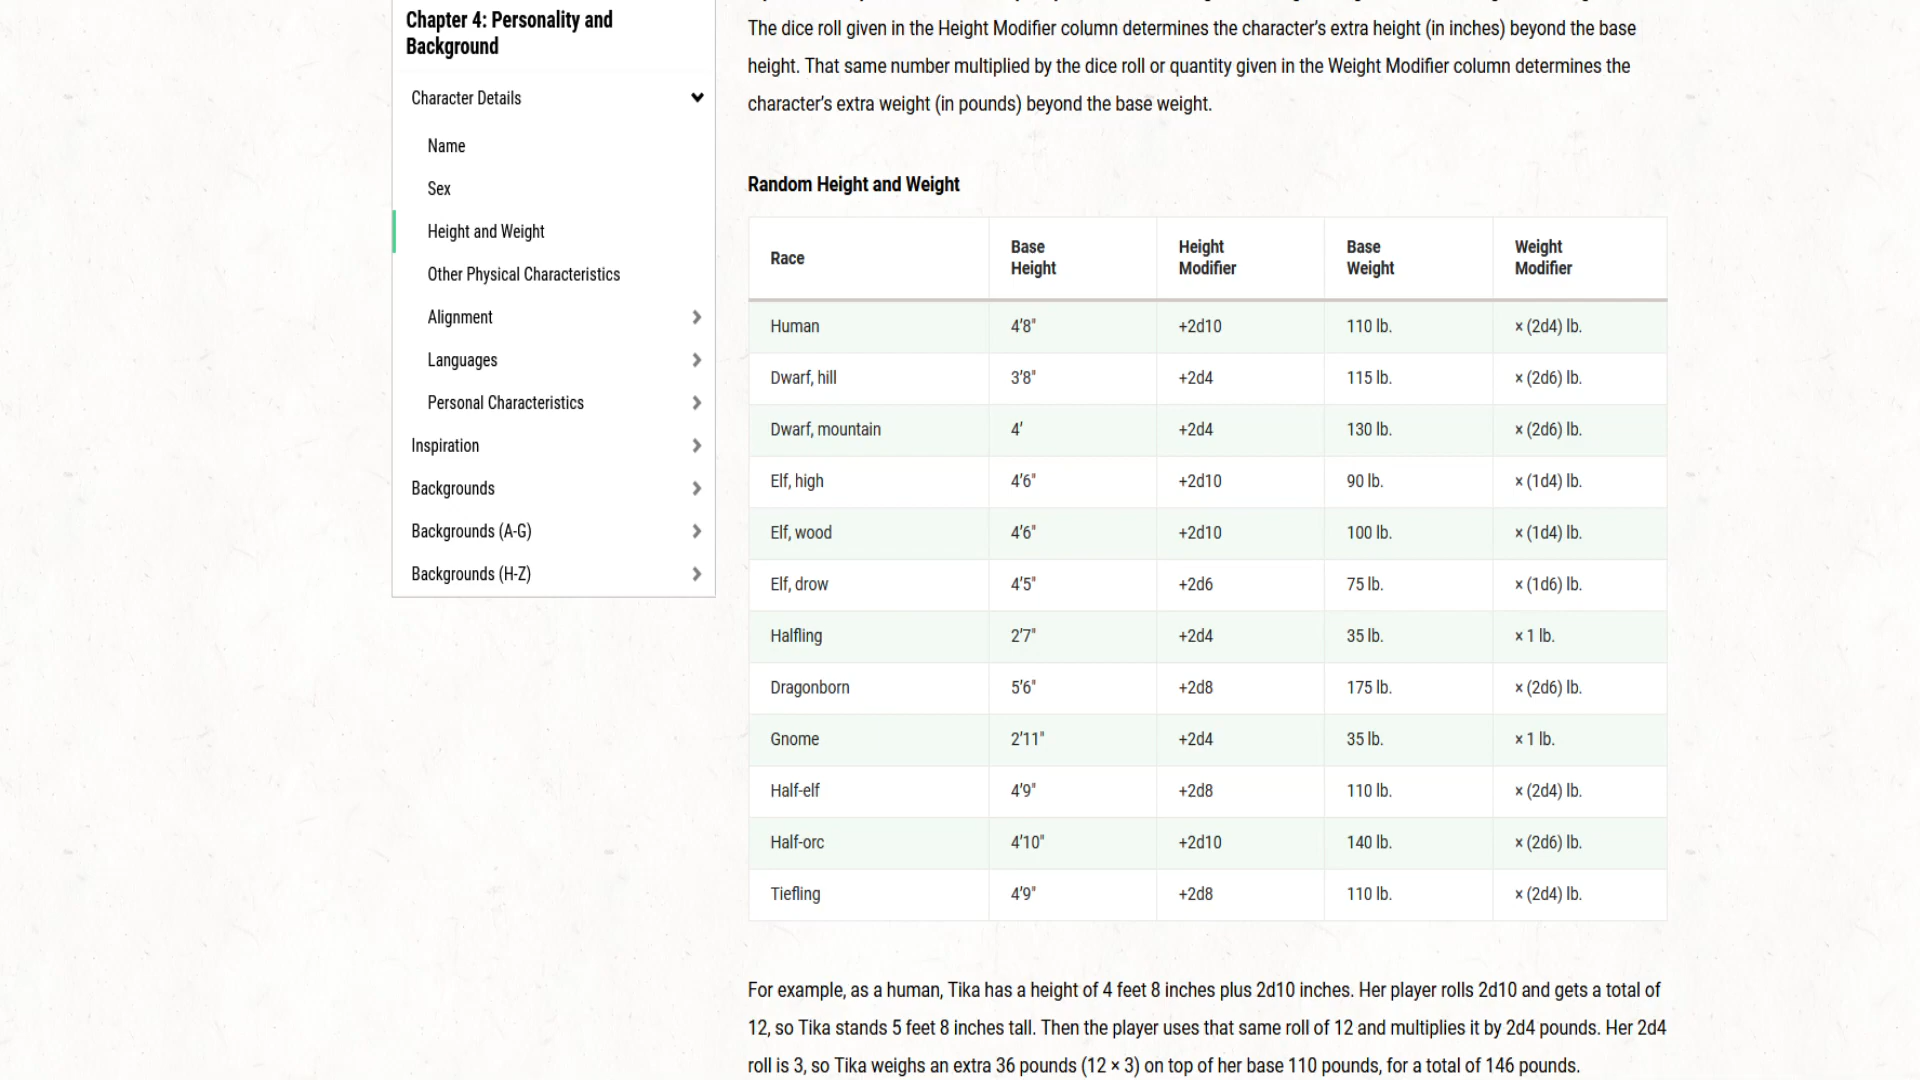 Chapter 4: Personality and
Background
Character Details
Name
Sex
Height and Weight
Other Physical Characteristics
Alignment
Languages
Personal Characteristics
Inspiration
Backgrounds
Backgrounds (A-G)
Backgrounds (H-Z)
The dice roll given in the Height Modifier column determines the character's extra height (in inches) beyond the base
height. That same number multiplied by the dice roll or quantity given in the Weight Modifier column determines the
character's extra weight (in pounds) beyond the base weight.
Random Height and Weight
Race Base Height Height Modifier Base Weight Weight Modifier
Human 4'8" +2d10 110 lb. × (2d4) lb.
Dwarf, hill 3'8" +2d4 115 lb. × (2d6) lb.
Dwarf, mountain 4' +2d4 130 lb. × (2d6) lb.
Elf, high 4'6" +2d10 90 lb. × (1d4) lb.
Elf, wood 4'6" +2d10 100 lb. × (1d4) lb.
Elf, drow 4'5" +2d6 75 lb. × (1d6) lb.
Halfling 2'7" +2d4 35 lb. × 1 lb.
Dragonborn 5'6" +2d8 175 lb. × (2d6) lb.
Gnome 2'11" +2d4 35 lb. × 1 lb.
Half-elf 4'9" +2d8 110 lb. × (2d4) lb.
Half-orc 4'10" +2d10 140 lb. × (2d6) lb.
Tiefling 4'9" +2d8 110 lb. × (2d4) lb.
For example, as a human, Tika has a height of 4 feet 8 inches plus 2d10 inches. Her player rolls 2d10 and gets a total of
12, so Tika stands 5 feet 8 inches tall. Then the player uses that same roll of 12 and multiplies it by 2d4 pounds. Her 2d4
roll is 3, so Tika weighs an extra 36 pounds (12 × 3) on top of her base 110 pounds, for a total of 146 pounds.